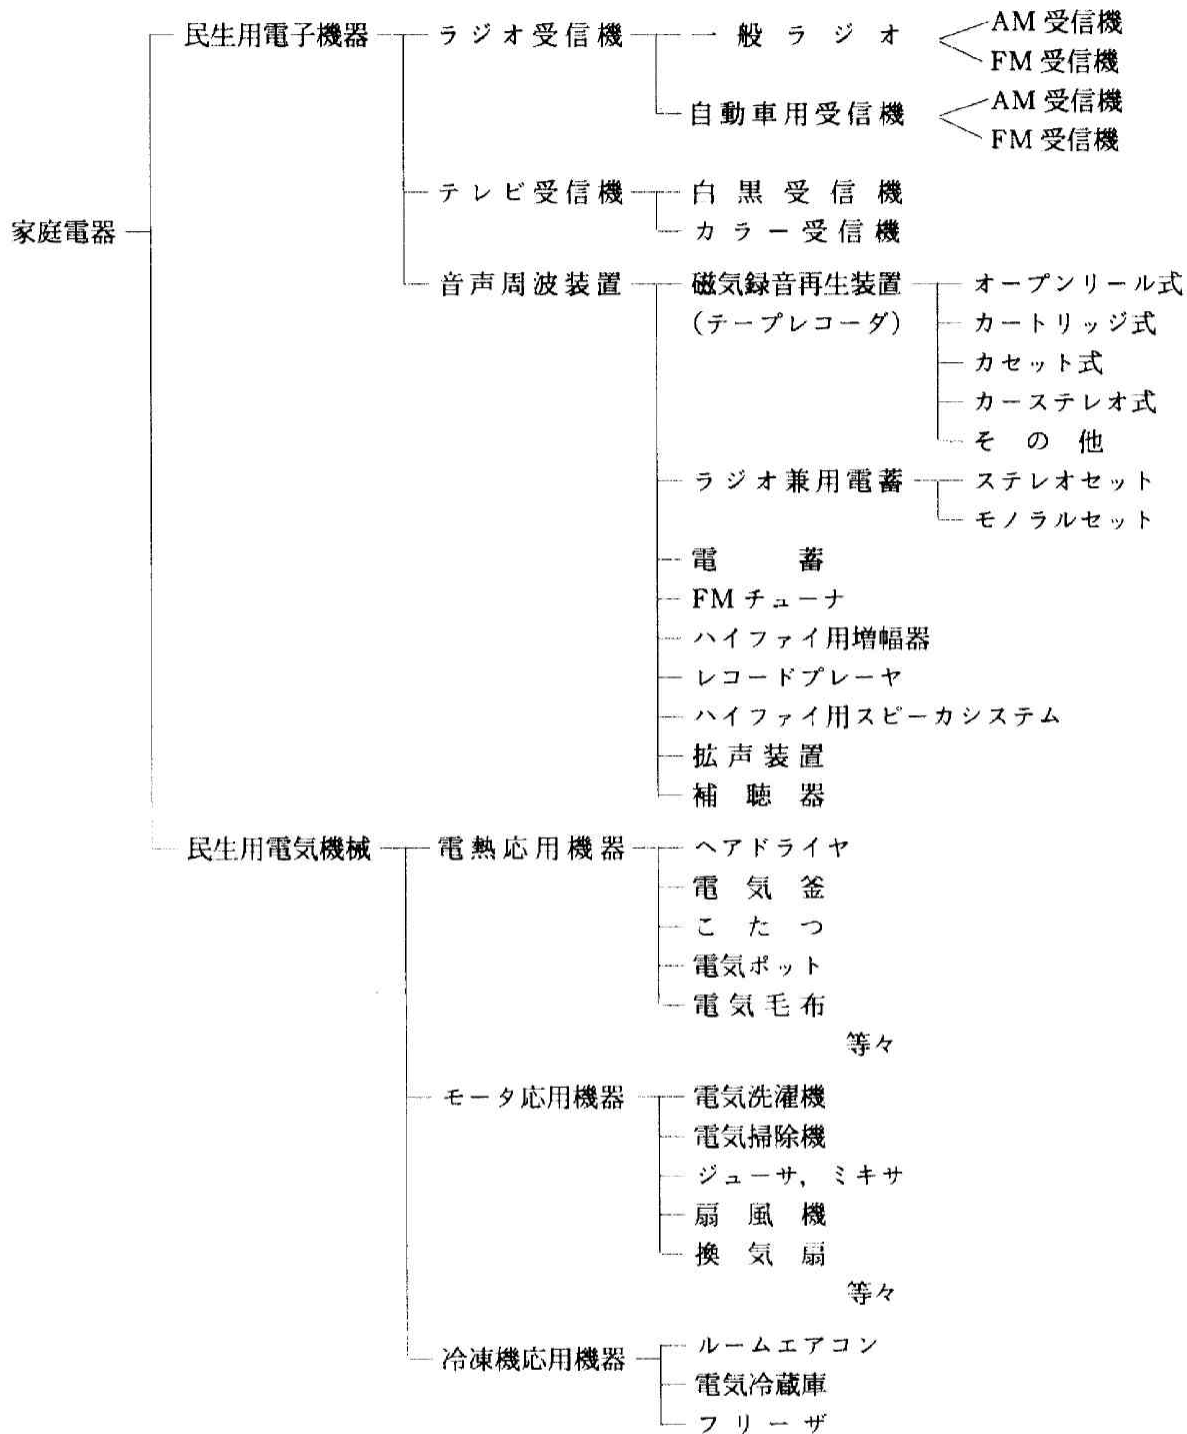 家庭電器
民生用電子機器
ラジオ受信機
一般ラジオ
AM 受信機
FM 受信機
自動車用受信機
AM 受信機
FM 受信機
テレビ受信機
白黒受信機
カラー受信機
音声周波装置
磁気録音再生装置
(テープレコーダ)
オープンリール式
カートリッジ式
カセット式
カーステレオ式
その他
ラジオ兼用電蓄
ステレオセット
モノラルセット
電蓄
FM チューナ
ハイファイ用増幅器
レコードプレーヤ
ハイファイ用スピーカシステム
拡声装置
補聴器
民生用電気機械
電熱応用機器
ヘアドライヤ
電気釜
こたつ
電気ポット
電気毛布
等々
モータ応用機器
電気洗濯機
電気掃除機
ジューサ, ミキサ
扇風機
換気扇
等々
冷凍機応用機器
ルームエアコン
電気冷蔵庫
フリーザ